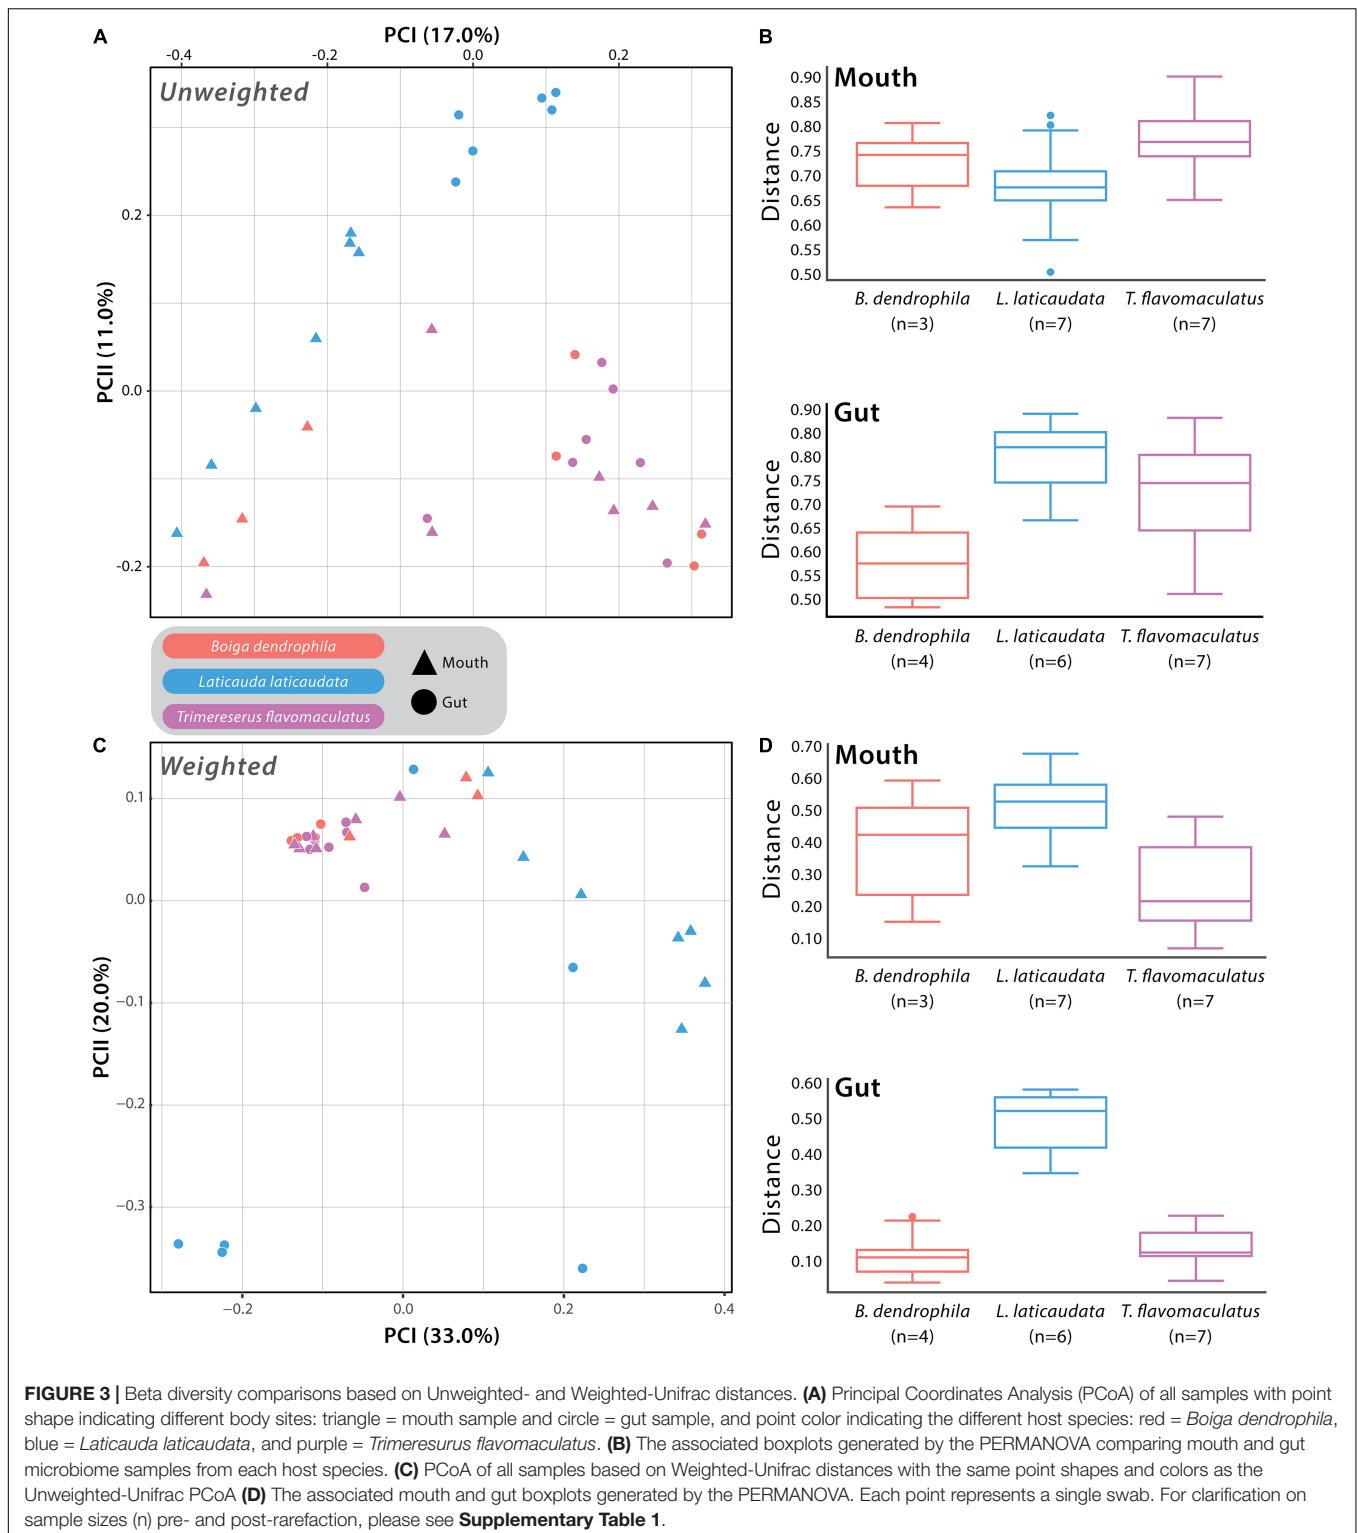 A
PCI (17.0%)
-0.4 -0.2 0.0 0.2
Unweighted
PCII (11.0%)
0.2
0.0
-0.2
B
Mouth
Distance
0.90
0.85
0.80
0.75
0.70
0.65
0.60
0.55
0.50
B. dendrophila L. laticaudata T. flavomaculatus
(n=3) (n=7) (n=7)
Gut
Distance
0.90
0.80
0.80
0.75
0.70
0.65
0.60
0.55
0.50
B. dendrophila L. laticaudata T. flavomaculatus
(n=4) (n=6) (n=7)
Boiga dendrophila
Laticauda laticaudata
Trimereserus flavomaculatus
Mouth
Gut
C
Weighted
PCII (20.0%)
0.1
0.0
−0.1
−0.2
−0.3
−0.2 0.0 0.2 0.4
PCI (33.0%)
D
Mouth
Distance
0.70
0.60
0.50
0.40
0.30
0.20
0.10
B. dendrophila L. laticaudata T. flavomaculatus
(n=3) (n=7) (n=7
Gut
Distance
0.60
0.50
0.40
0.30
0.20
0.10
B. dendrophila L. laticaudata T. flavomaculatus
(n=4) (n=6) (n=7)
FIGURE 3 | Beta diversity comparisons based on Unweighted- and Weighted-Unifrac distances. (A) Principal Coordinates Analysis (PCoA) of all samples with point
shape indicating different body sites: triangle = mouth sample and circle = gut sample, and point color indicating the different host species: red = Boiga dendrophila,
blue = Laticauda laticaudata, and purple = Trimeresurus flavomaculatus. (B) The associated boxplots generated by the PERMANOVA comparing mouth and gut
microbiome samples from each host species. (C) PCoA of all samples based on Weighted-Unifrac distances with the same point shapes and colors as the
Unweighted-Unifrac PCoA (D) The associated mouth and gut boxplots generated by the PERMANOVA. Each point represents a single swab. For clarification on
sample sizes (n) pre- and post-rarefaction, please see Supplementary Table 1.